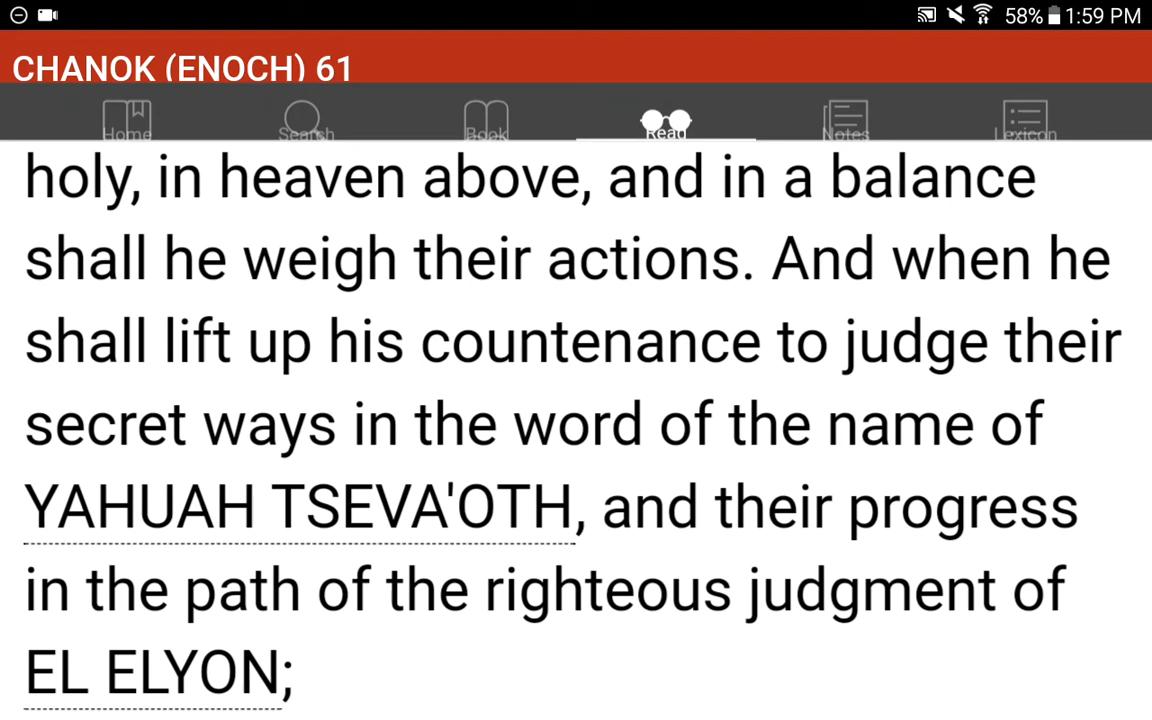 58% 1:59 PM
CHANOK (ENOCH) 61
Home Search Book Read Notes Lexicon
holy, in heaven above, and in a balance
shall he weigh their actions. And when he
shall lift up his countenance to judge their
secret ways in the word of the name of
YAHUAH TSEVA'OTH, and their progress
in the path of the righteous judgment of
EL ELYON;